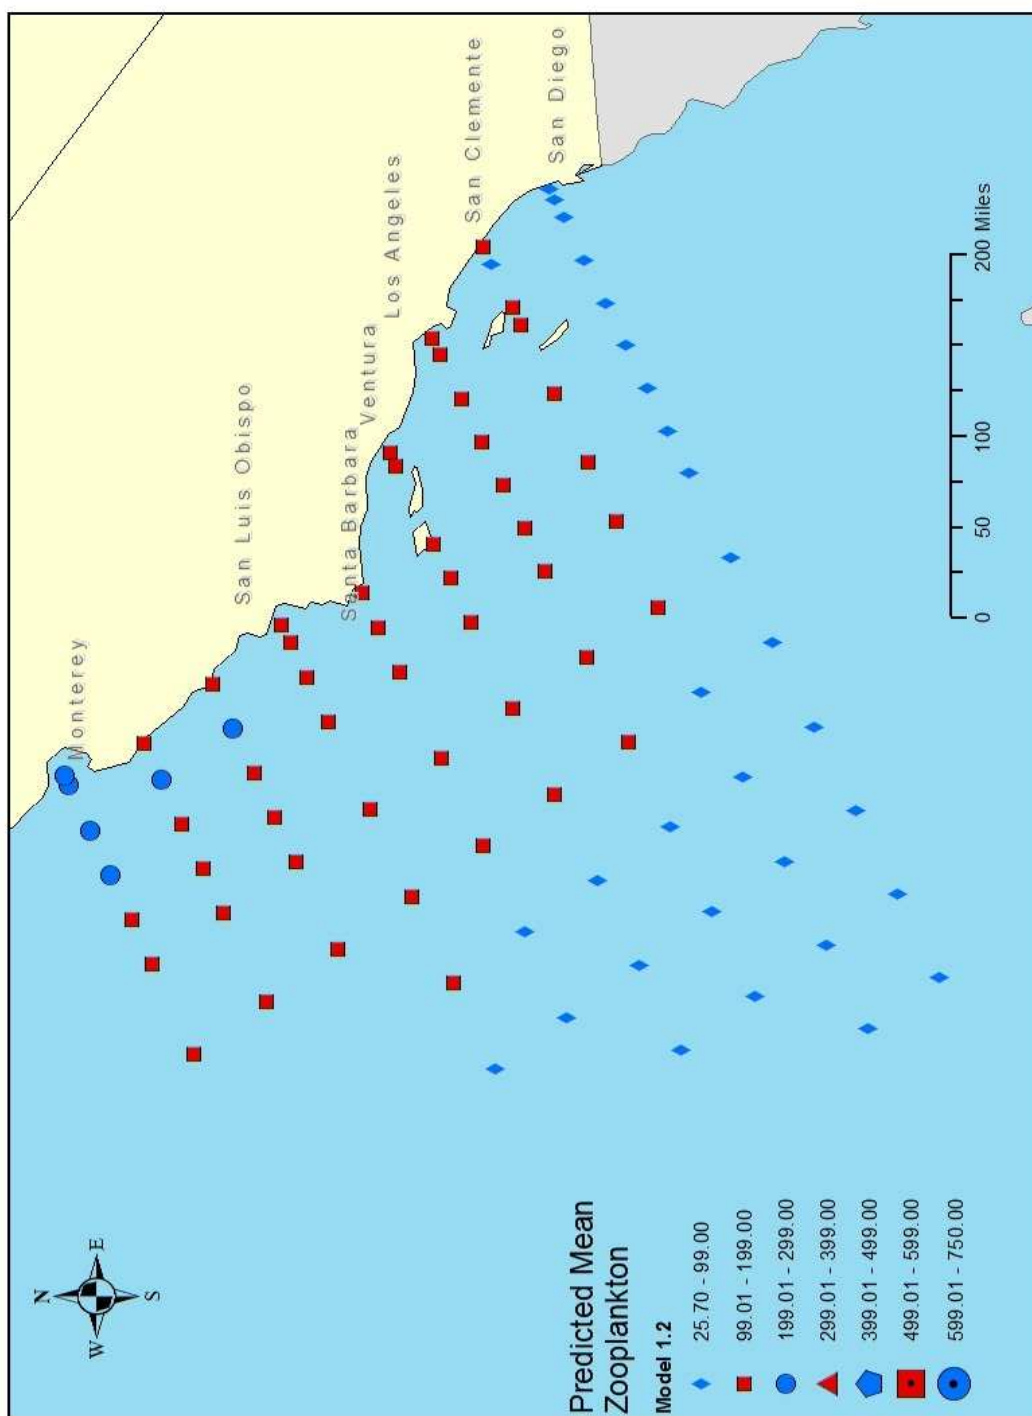 Monterey
San Luis Obispo
Santa Barbara
Ventura
Los Angeles
San Clemente
San Diego
N
W E
S
Predicted Mean
Zooplankton
Model 1.2
25.70 - 99.00
99.01 - 199.00
199.01 - 299.00
299.01 - 399.00
399.01 - 499.00
499.01 - 599.00
599.01 - 750.00
0 50 100 200 Miles